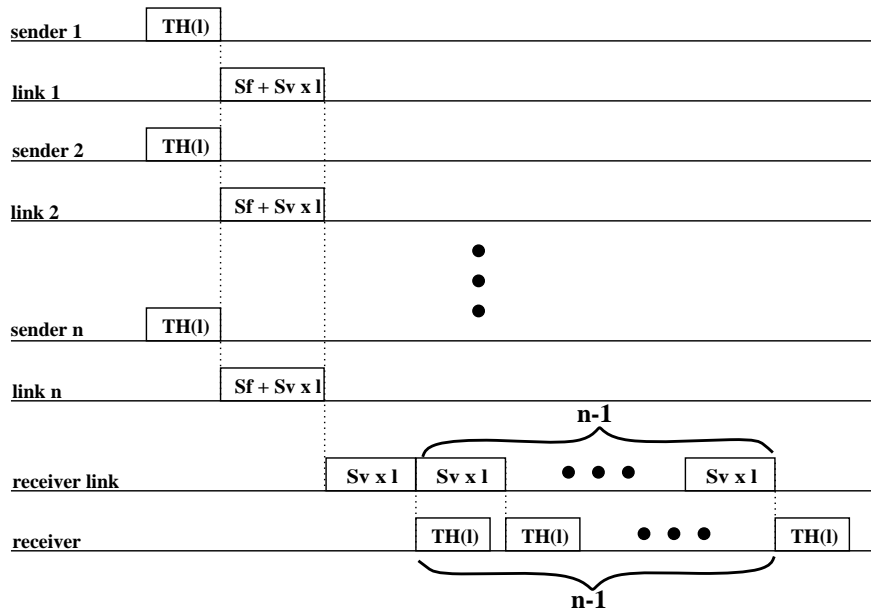 sender 1 TH(l)
link 1 Sf + Sv x l
sender 2 TH(l)
link 2 Sf + Sv x l
sender n TH(l)
link n Sf + Sv x l
n-1
receiver link Sv x l Sv x l Sv x l
receiver TH(l) TH(l) TH(l)
n-1